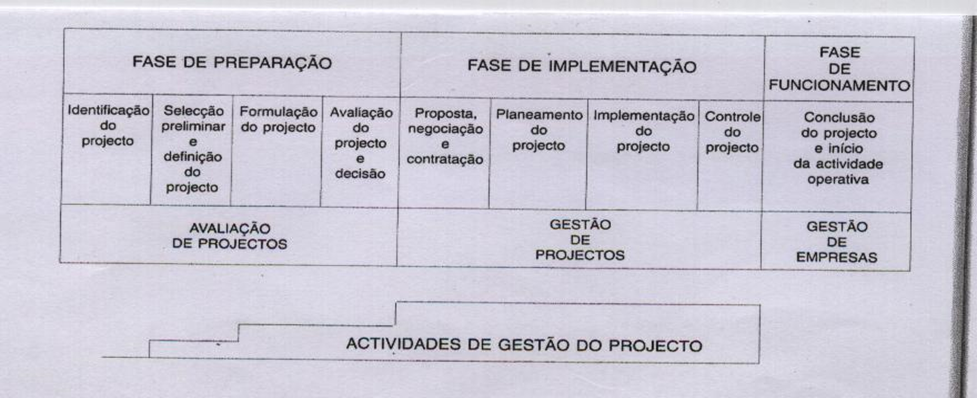 FASE DE PREPARAÇÃO
FASE DE IMPLEMENTAÇÃO
FASE
DE
FUNCIONAMENTO
Identificação
do
projecto
Selecção
preliminar
e
definição
do
projecto
Formulação
do projecto
Avaliação
do
projecto
e
decisão
Proposta,
negociação
e
contratação
Planeamento
do
projecto
Implementação
do
projecto
Controle
do
projecto
Conclusão
do projecto
e início
da actividade
operativa
AVALIAÇÃO
DE PROJECTOS
GESTÃO
DE
PROJECTOS
GESTÃO
DE
EMPRESAS
ACTIVIDADES DE GESTÃO DO PROJECTO